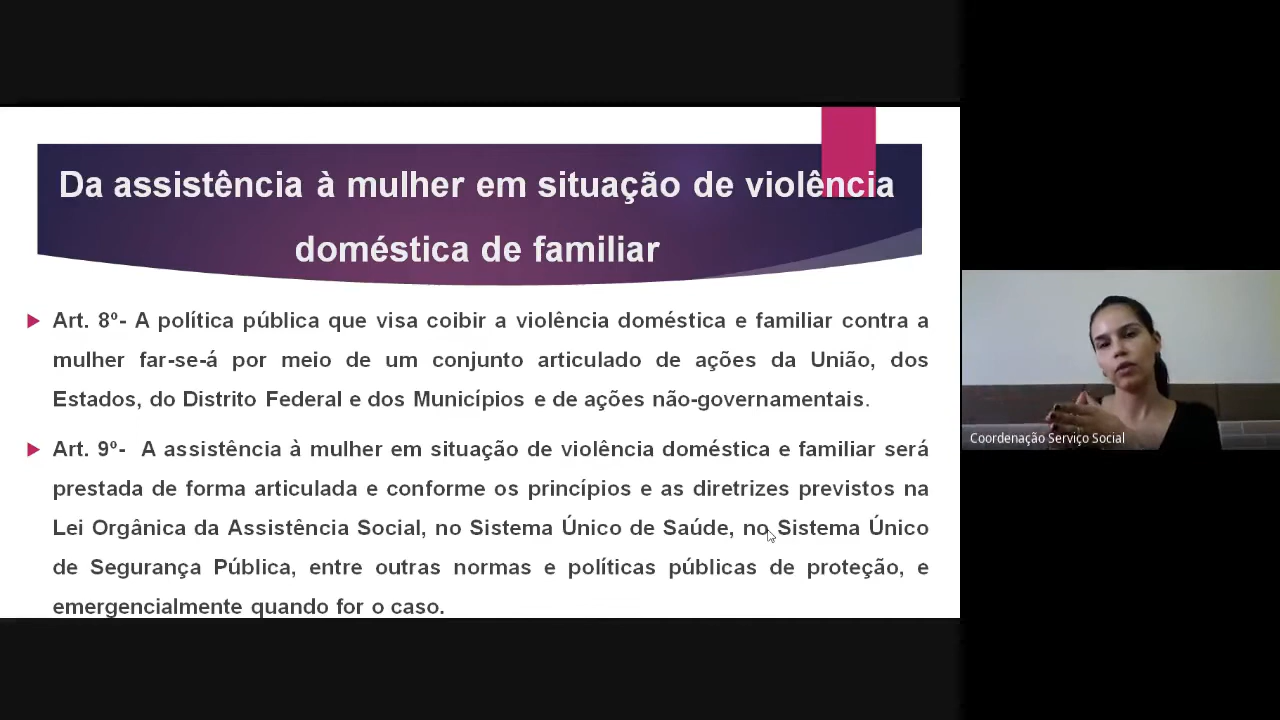 Da assistência à mulher em situação de violência
doméstica de familiar
Art. 8º- A política pública que visa coibir a violência doméstica e familiar contra a
mulher far-se-á por meio de um conjunto articulado de ações da União, dos
Estados, do Distrito Federal e dos Municípios e de ações não-governamentais.
Art. 9º- A assistência à mulher em situação de violência doméstica e familiar será
prestada de forma articulada e conforme os princípios e as diretrizes previstos na
Lei Orgânica da Assistência Social, no Sistema Único de Saúde, no Sistema Único
de Segurança Pública, entre outras normas e políticas públicas de proteção, e
emergencialmente quando for o caso.
Coordenação Serviço Social